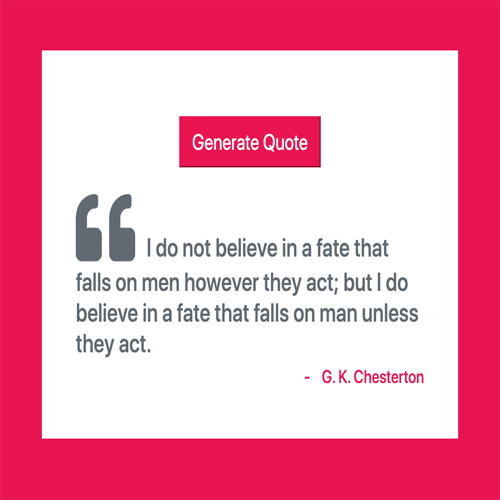 Generate Quote
I do not believe in a fate that
falls on men however they act; but I do
believe in a fate that falls on man unless
they act.
- G. K. Chesterton